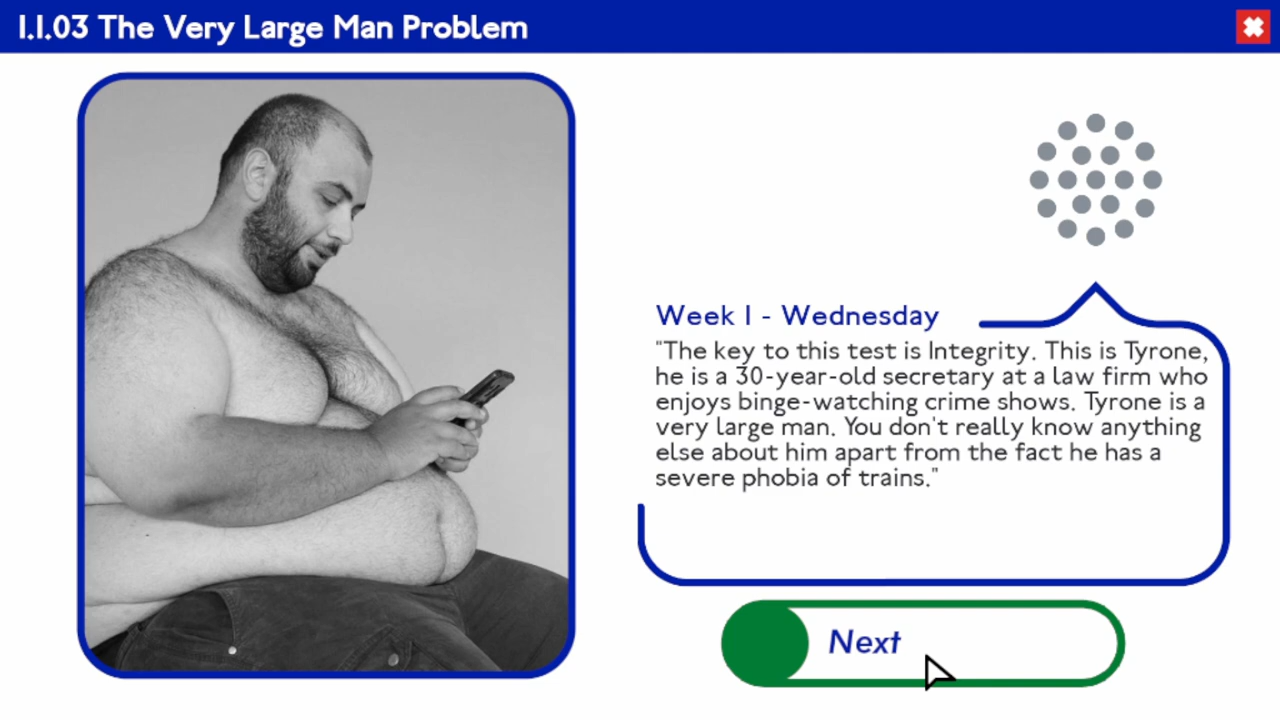 1.1.03 The Very Large Man Problem
Week 1 - Wednesday
"The key to this test is Integrity. This is Tyrone,
he is a 30-year-old secretary at a law firm who
enjoys binge-watching crime shows. Tyrone is a
very large man. You don't really know anything
else about him apart from the fact he has a
severe phobia of trains."
Next